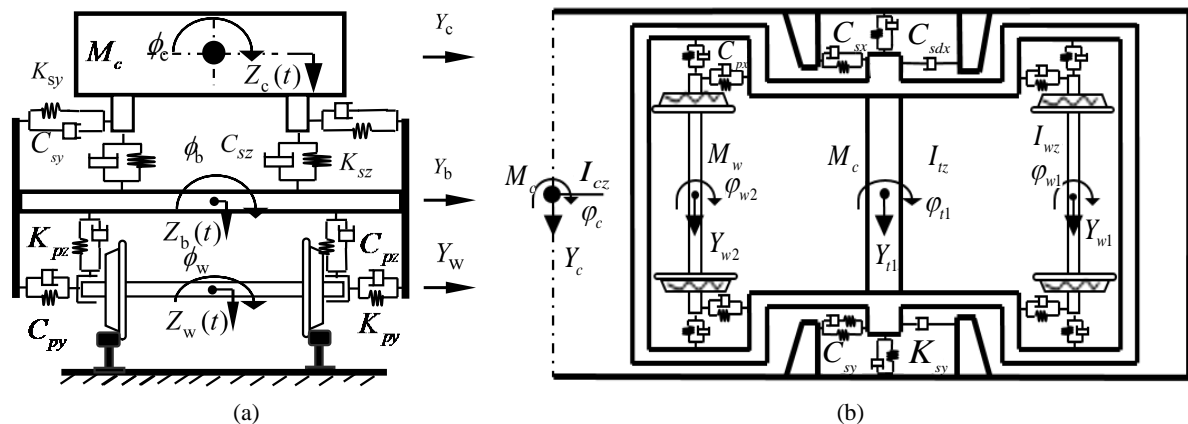 ϕ_c
M_c
Z_c(t)
Y_c
K_sy
C_sy
ϕ_b
C_sz
K_sz
Y_b
Z_b(t)
K_pz
C_pz
ϕ_w
Y_W
Z_w(t)
C_py
K_py
(a)
C_sx
C_sdx
C_px
M_w
M_c
I_tz
I_wz
M_c
I_cz
φ_c
φ_w2
φ_t1
φ_w1
Y_c
Y_w2
Y_t1
Y_w1
C_sy
K_sy
(b)